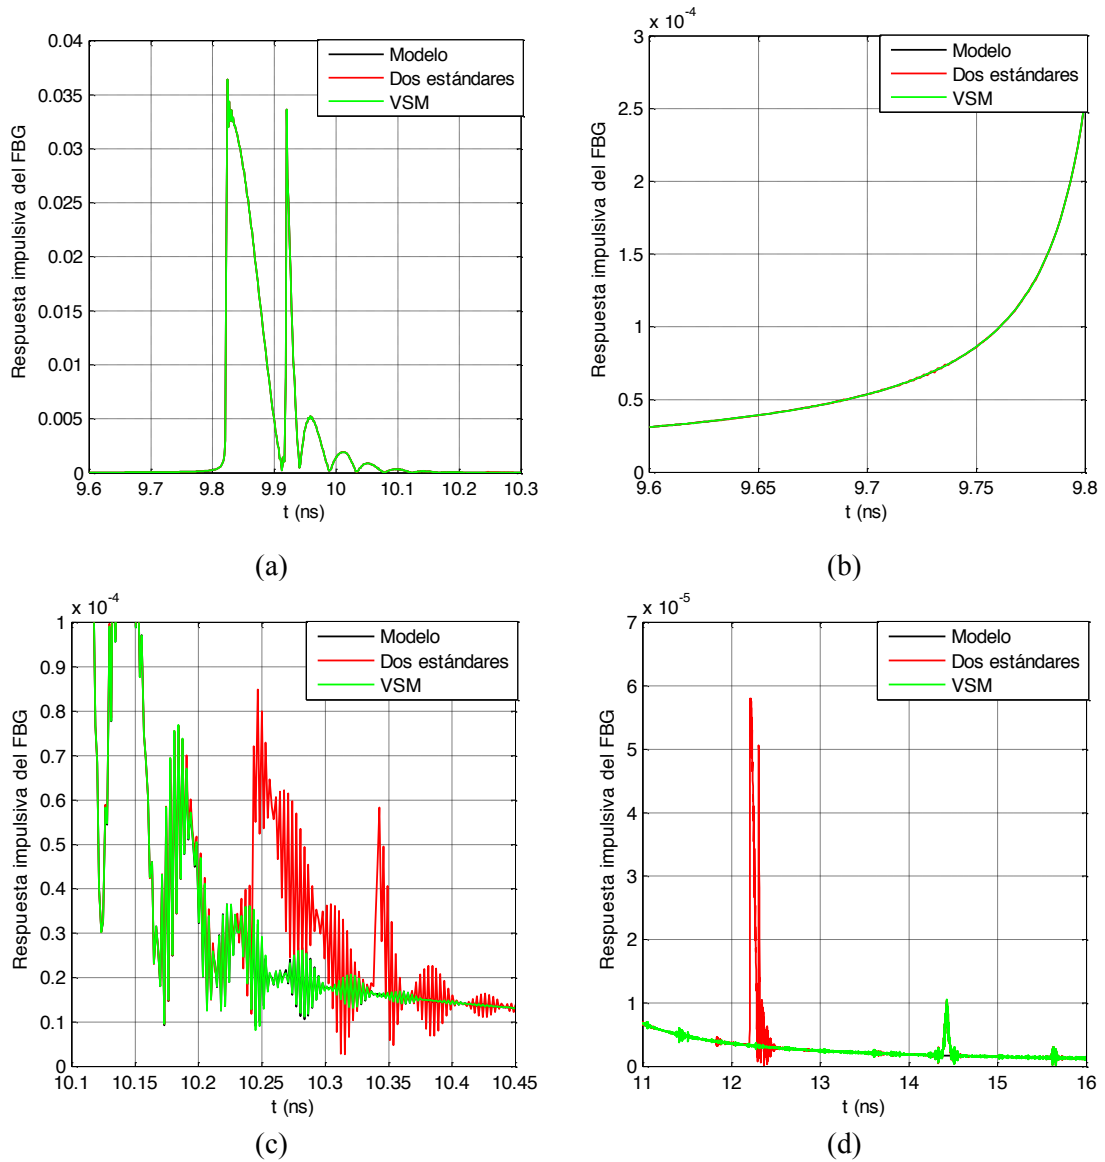 0.04
0.035
0.03
0.025
0.02
0.015
0.01
0.005
0
9.6 9.7 9.8 9.9 10 10.1 10.2 10.3
t (ns)
Respuesta impulsiva del FBG
Modelo
Dos estándares
VSM
(a)
x 10-4
3
2.5
2
1.5
1
0.5
0
9.6 9.65 9.7 9.75 9.8
t (ns)
Respuesta impulsiva del FBG
Modelo
Dos estándares
VSM
(b)
x 10-4
1
0.9
0.8
0.7
0.6
0.5
0.4
0.3
0.2
0.1
0
10.1 10.15 10.2 10.25 10.3 10.35 10.4 10.45
t (ns)
Respuesta impulsiva del FBG
Modelo
Dos estándares
VSM
(c)
x 10-5
7
6
5
4
3
2
1
0
11 12 13 14 15 16
t (ns)
Respuesta impulsiva del FBG
Modelo
Dos estándares
VSM
(d)